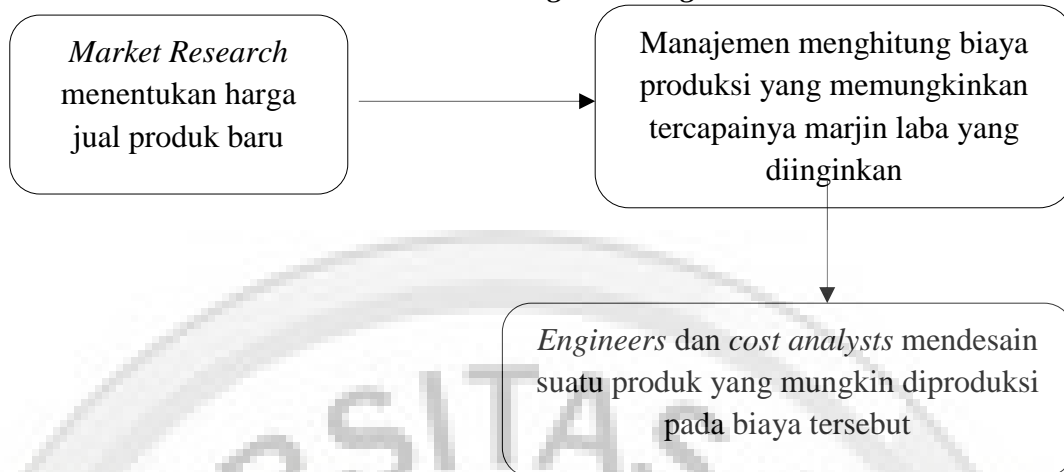 Market Research
menentukan harga
jual produk baru
Manajemen menghitung biaya
produksi yang memungkinkan
tercapainya marjin laba yang
diinginkan
Engineers dan cost analysts mendesain
suatu produk yang mungkin diproduksi
pada biaya tersebut